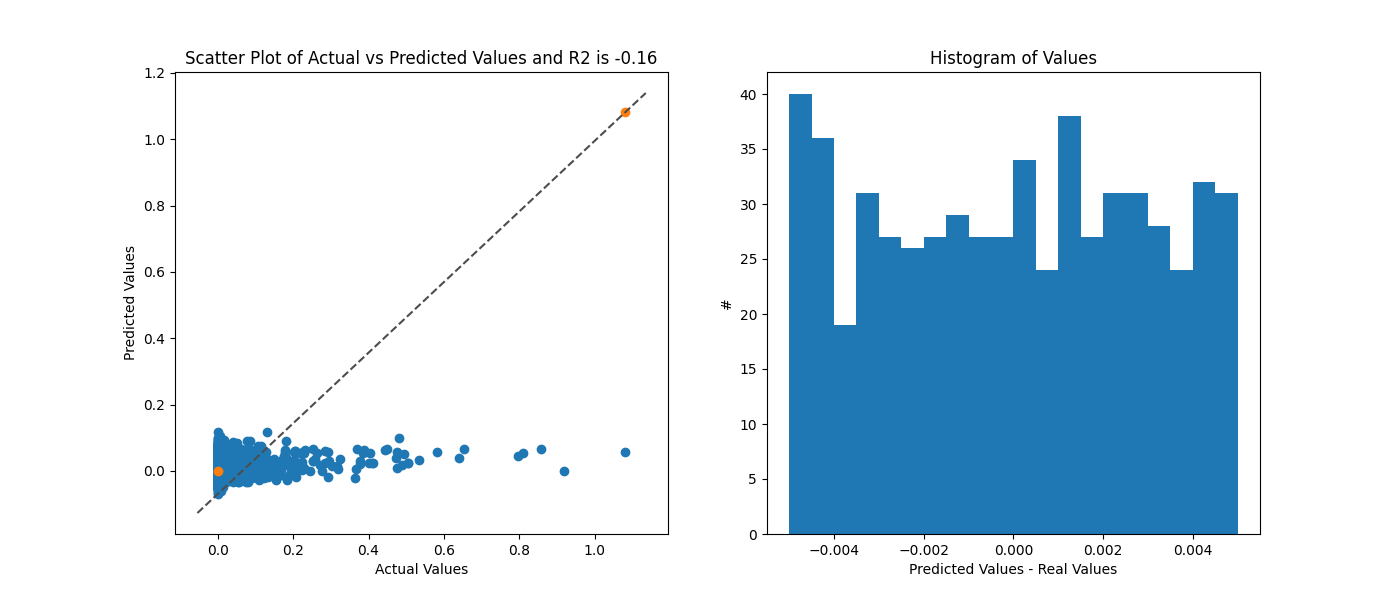 Scatter Plot of Actual vs Predicted Values and R2 is -0.16
1.2
1.0
0.8
0.6
0.4
0.2
0.0
Predicted Values
0.0 0.2 0.4 0.6 0.8 1.0
Actual Values
Histogram of Values
40
35
30
25
20
15
10
5
0
#
−0.004 −0.002 0.000 0.002 0.004
Predicted Values - Real Values